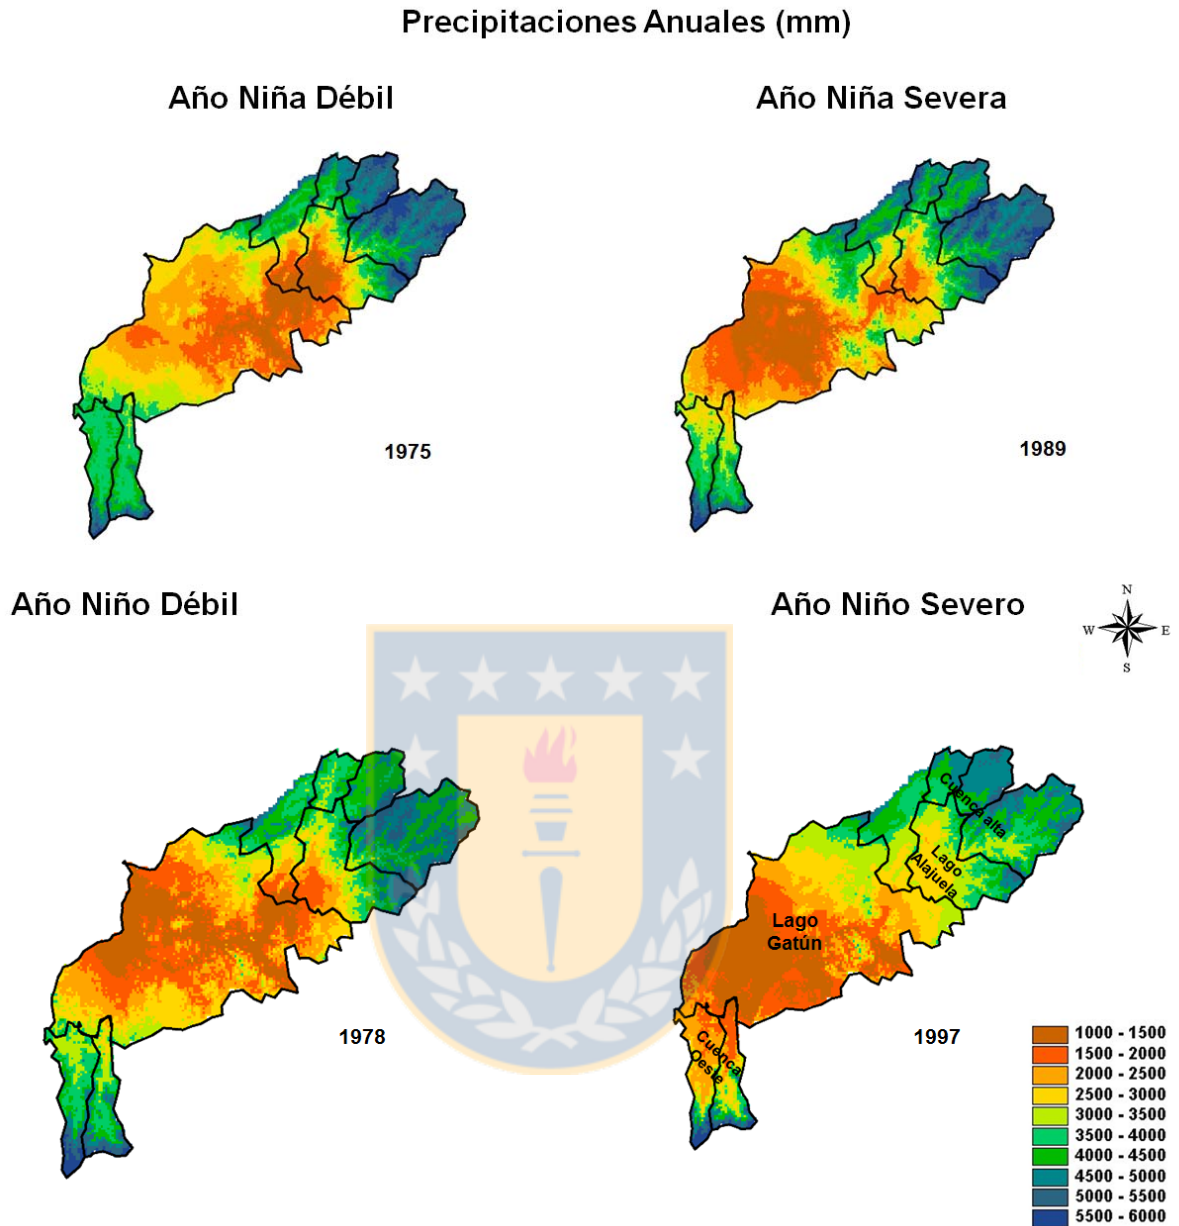 Precipitaciones Anuales (mm)
Año Niña Débil
Año Niña Severa
1975
1989
Año Niño Débil
Año Niño Severo
N
W
E
S
Cuenca alta
Lago
Alajuela
Lago
Gatún
Cuenca
Oeste
1978
1997
1000 - 1500
1500 - 2000
2000 - 2500
2500 - 3000
3000 - 3500
3500 - 4000
4000 - 4500
4500 - 5000
5000 - 5500
5500 - 6000